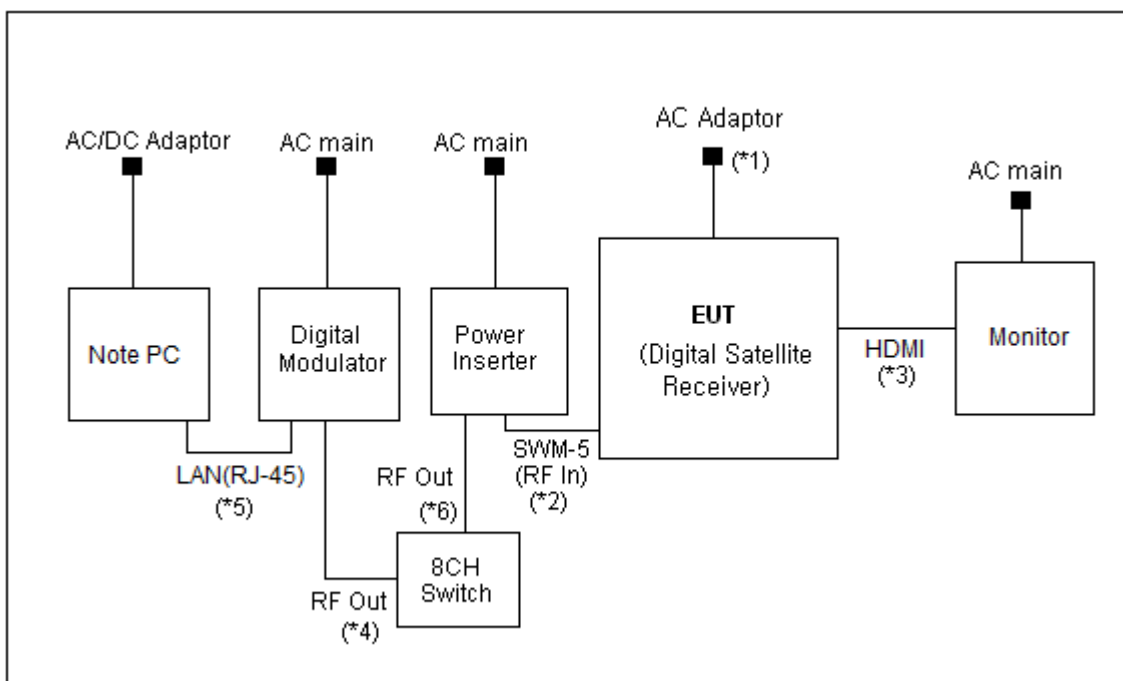 AC/DC Adaptor
AC main
AC main
AC Adaptor
(*1)
AC main
Note PC
Digital
Modulator
Power
Inserter
EUT
(Digital Satellite
Receiver)
HDMI
(*3)
Monitor
LAN(RJ-45)
(*5)
RF Out
(*6)
SWM-5
(RF In)
(*2)
8CH
Switch
RF Out
(*4)